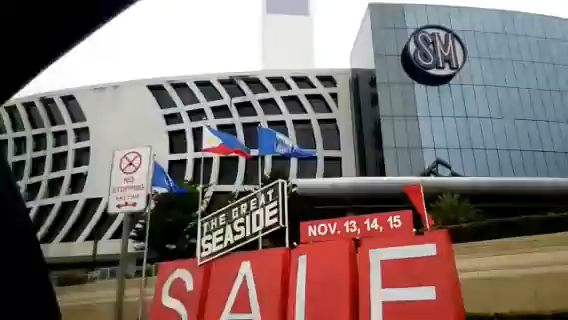 SM
NO
STOPPING
THE GREAT
SEASIDE
NOV. 13, 14, 15
SALE